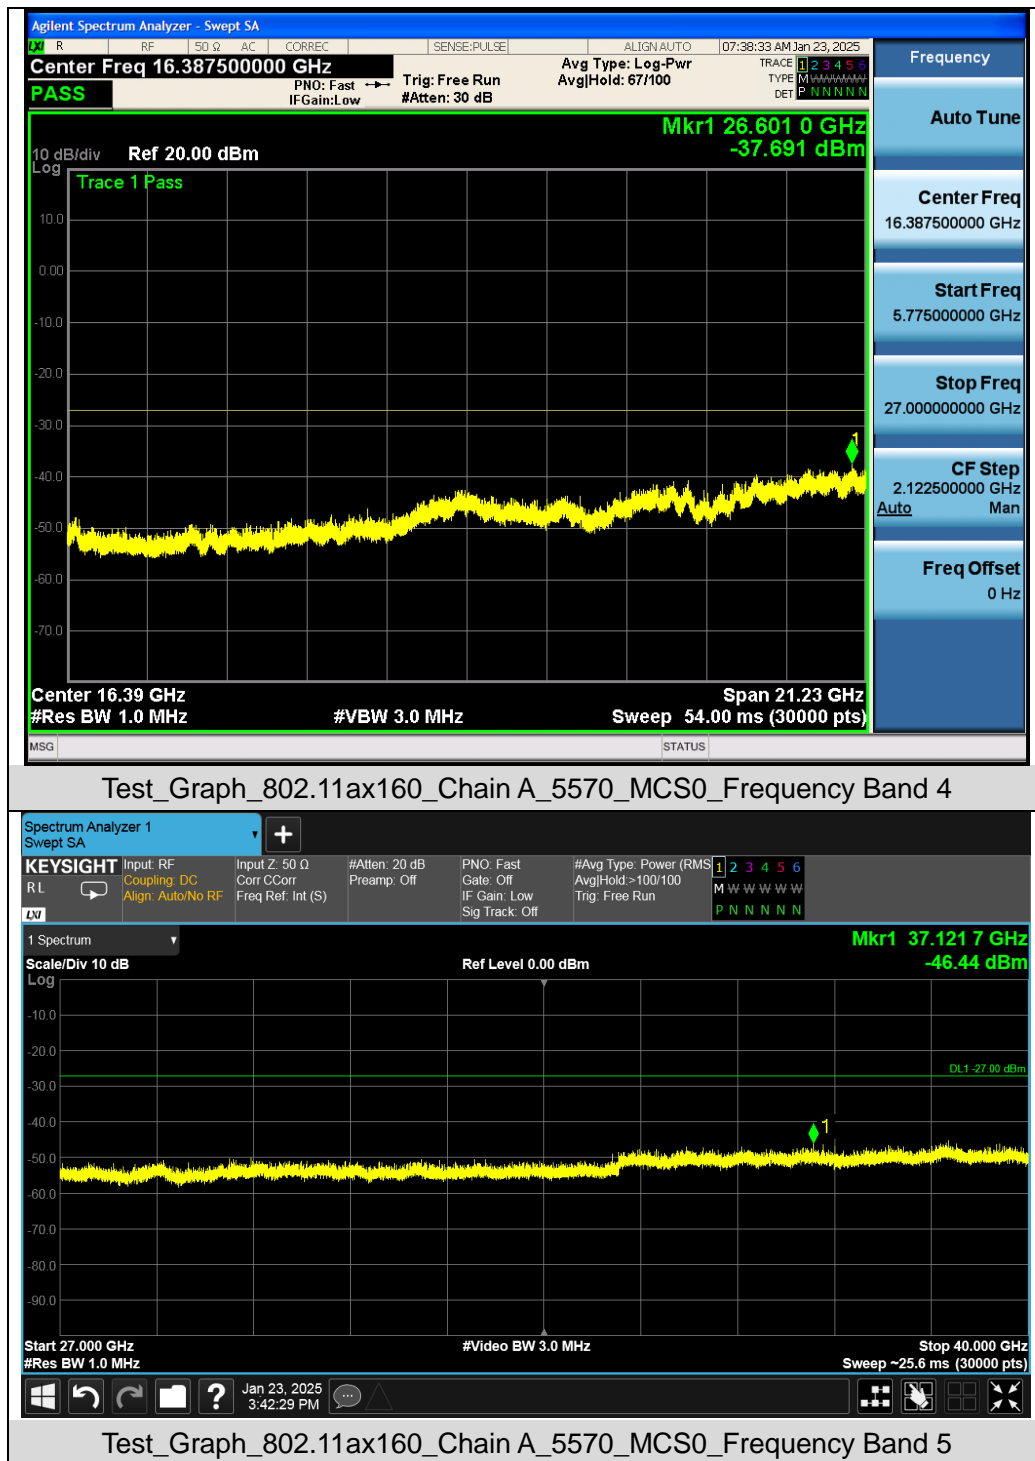 Agilent Spectrum Analyzer - Swept SA
LXI R RF 50 Ω AC CORREC SENSE:PULSE ALIGN AUTO 07:38:33 AM Jan 23, 2025
Center Freq 16.387500000 GHz
PASS
PNO: Fast
IFGain:Low
Trig: Free Run
#Atten: 30 dB
Avg Type: Log-Pwr
Avg|Hold: 67/100
TRACE 1 2 3 4 5 6
TYPE M W W W W W
DET P N N N N N
Mkr1 26.601 0 GHz
-37.691 dBm
10 dB/div Ref 20.00 dBm
Log
Trace 1 Pass
10.0
0.00
-10.0
-20.0
-30.0
1
-40.0
-50.0
-60.0
-70.0
Center 16.39 GHz Span 21.23 GHz
#Res BW 1.0 MHz #VBW 3.0 MHz Sweep 54.00 ms (30000 pts)
MSG STATUS
Frequency
Auto Tune
Center Freq
16.387500000 GHz
Start Freq
5.775000000 GHz
Stop Freq
27.000000000 GHz
CF Step
2.122500000 GHz
Auto Man
Freq Offset
0 Hz
Test_Graph_802.11ax160_Chain A_5570_MCS0_Frequency Band 4
Spectrum Analyzer 1
Swept SA
+
KEYSIGHT
R L
LXI
Input: RF
Coupling: DC
Align: Auto/No RF
Input Z: 50 Ω
Corr CCorr
Freq Ref: Int (S)
#Atten: 20 dB
Preamp: Off
PNO: Fast
Gate: Off
IF Gain: Low
Sig Track: Off
#Avg Type: Power (RMS
Avg|Hold:>100/100
Trig: Free Run
1 2 3 4 5 6
M W W W W W
P N N N N N
1 Spectrum
Mkr1 37.121 7 GHz
-46.44 dBm
Scale/Div 10 dB Ref Level 0.00 dBm
Log
-10.0
-20.0
DL1 -27.00 dBm
-30.0
-40.0
1
-50.0
-60.0
-70.0
-80.0
-90.0
Start 27.000 GHz #Video BW 3.0 MHz Stop 40.000 GHz
#Res BW 1.0 MHz Sweep ~25.6 ms (30000 pts)
?
Jan 23, 2025
3:42:29 PM
Test_Graph_802.11ax160_Chain A_5570_MCS0_Frequency Band 5